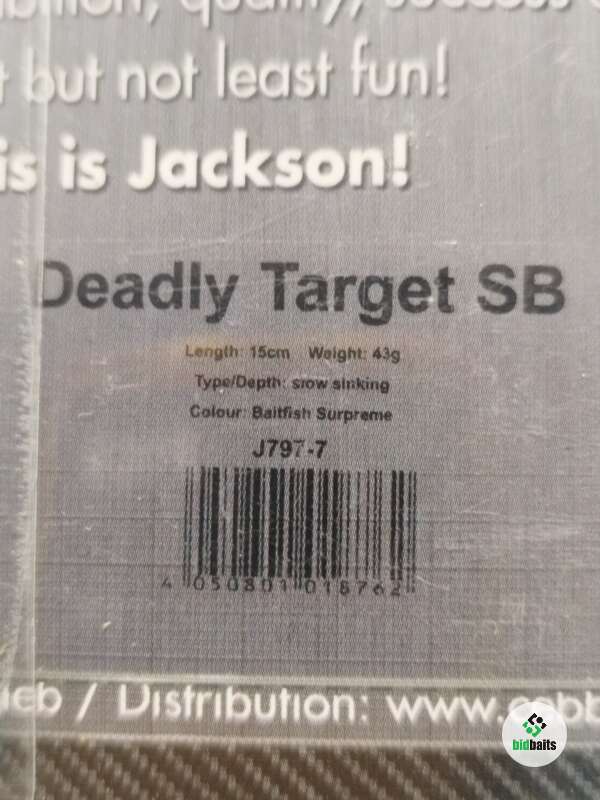 but not least fun!
is is Jackson!
Deadly Target SB
Length: 15cm Weight: 43g
Type/Depth: slow sinking
Colour: Baitfish Surpreme
J797-7
4 050801 018762
/ Distribution: www.
bidbaits